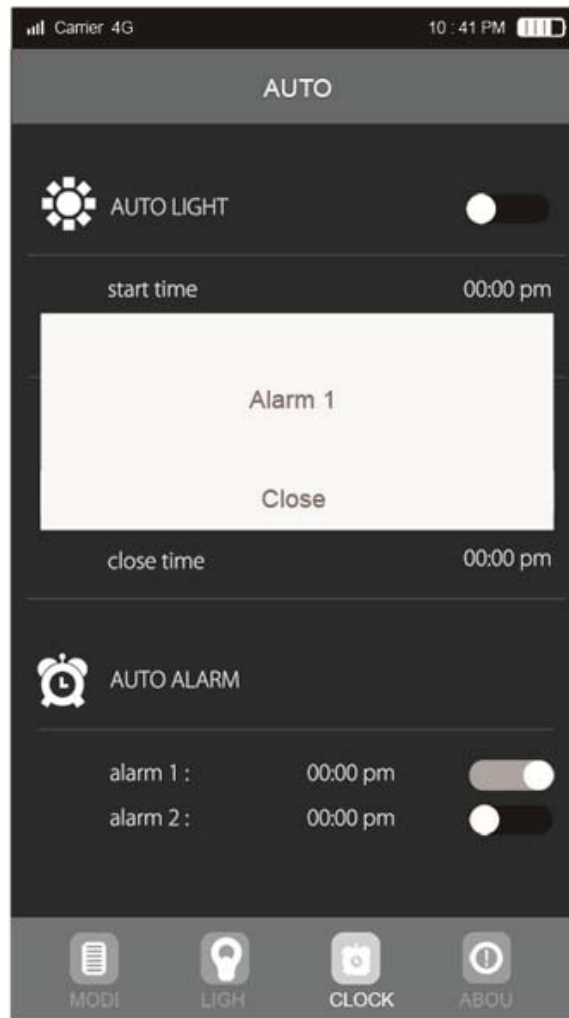 Carrier 4G 10 : 41 PM
AUTO
AUTO LIGHT
start time 00:00 pm
Alarm 1
Close
close time 00:00 pm
AUTO ALARM
alarm 1 : 00:00 pm
alarm 2 : 00:00 pm
MODI LIGH CLOCK ABOU